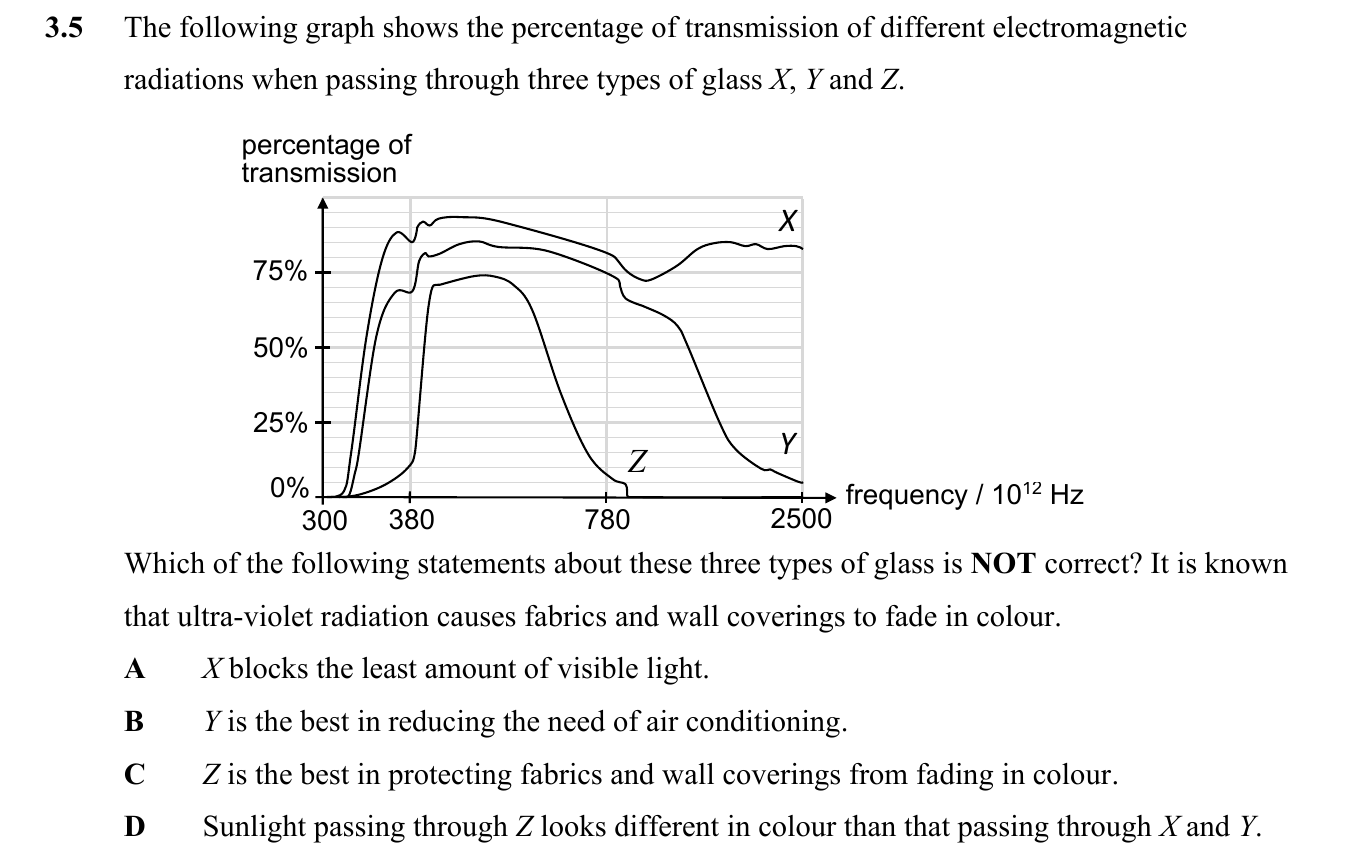 3.5 The following graph shows the percentage of transmission of different electromagnetic
radiations when passing through three types of glass X, Y and Z.
percentage of
transmission
X
75%
50%
25%
Y
Z
0%
frequency / 10¹² Hz
300 380 780 2500
Which of the following statements about these three types of glass is NOT correct? It is known
that ultra-violet radiation causes fabrics and wall coverings to fade in colour.
A X blocks the least amount of visible light.
B Y is the best in reducing the need of air conditioning.
C Z is the best in protecting fabrics and wall coverings from fading in colour.
D Sunlight passing through Z looks different in colour than that passing through X and Y.